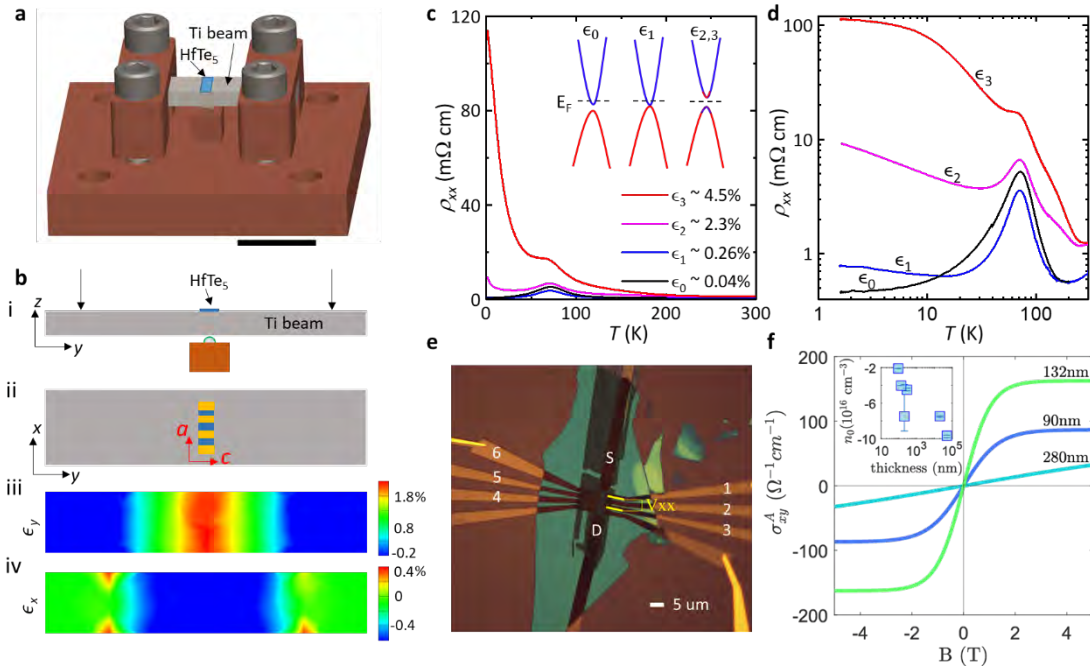 a
Ti beam
HfTe5
b
i
HfTe5
z
Ti beam
y
ii
x
a
c
y
iii
ϵy
1.8%
0.8
-0.2
iv
ϵx
0.4%
0
-0.4
c
120
80
40
0
ρxx (mΩ cm)
ϵ0
ϵ1
ϵ2,3
EF
ϵ3 ~ 4.5%
ϵ2 ~ 2.3%
ϵ1 ~ 0.26%
ϵ0 ~ 0.04%
0
100
200
300
T (K)
d
100
10
1
ρxx (mΩ cm)
ϵ3
ϵ2
ϵ1
ϵ0
1
10
100
T (K)
e
6
5
4
S
D
Vxx
1
2
3
5 um
f
200
150
100
50
0
-50
-100
-150
-200
σAxy (Ω−1cm−1)
n0(1016 cm−3)
-2
-6
-10
101
103
105
thickness (nm)
132nm
90nm
280nm
-4
-2
0
2
4
B (T)